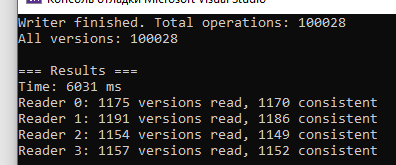 Консоль отладки Microsoft Visual Studio
Writer finished. Total operations: 100028
All versions: 100028

=== Results ===
Time: 6031 ms
Reader 0: 1175 versions read, 1170 consistent
Reader 1: 1191 versions read, 1186 consistent
Reader 2: 1154 versions read, 1149 consistent
Reader 3: 1157 versions read, 1152 consistent